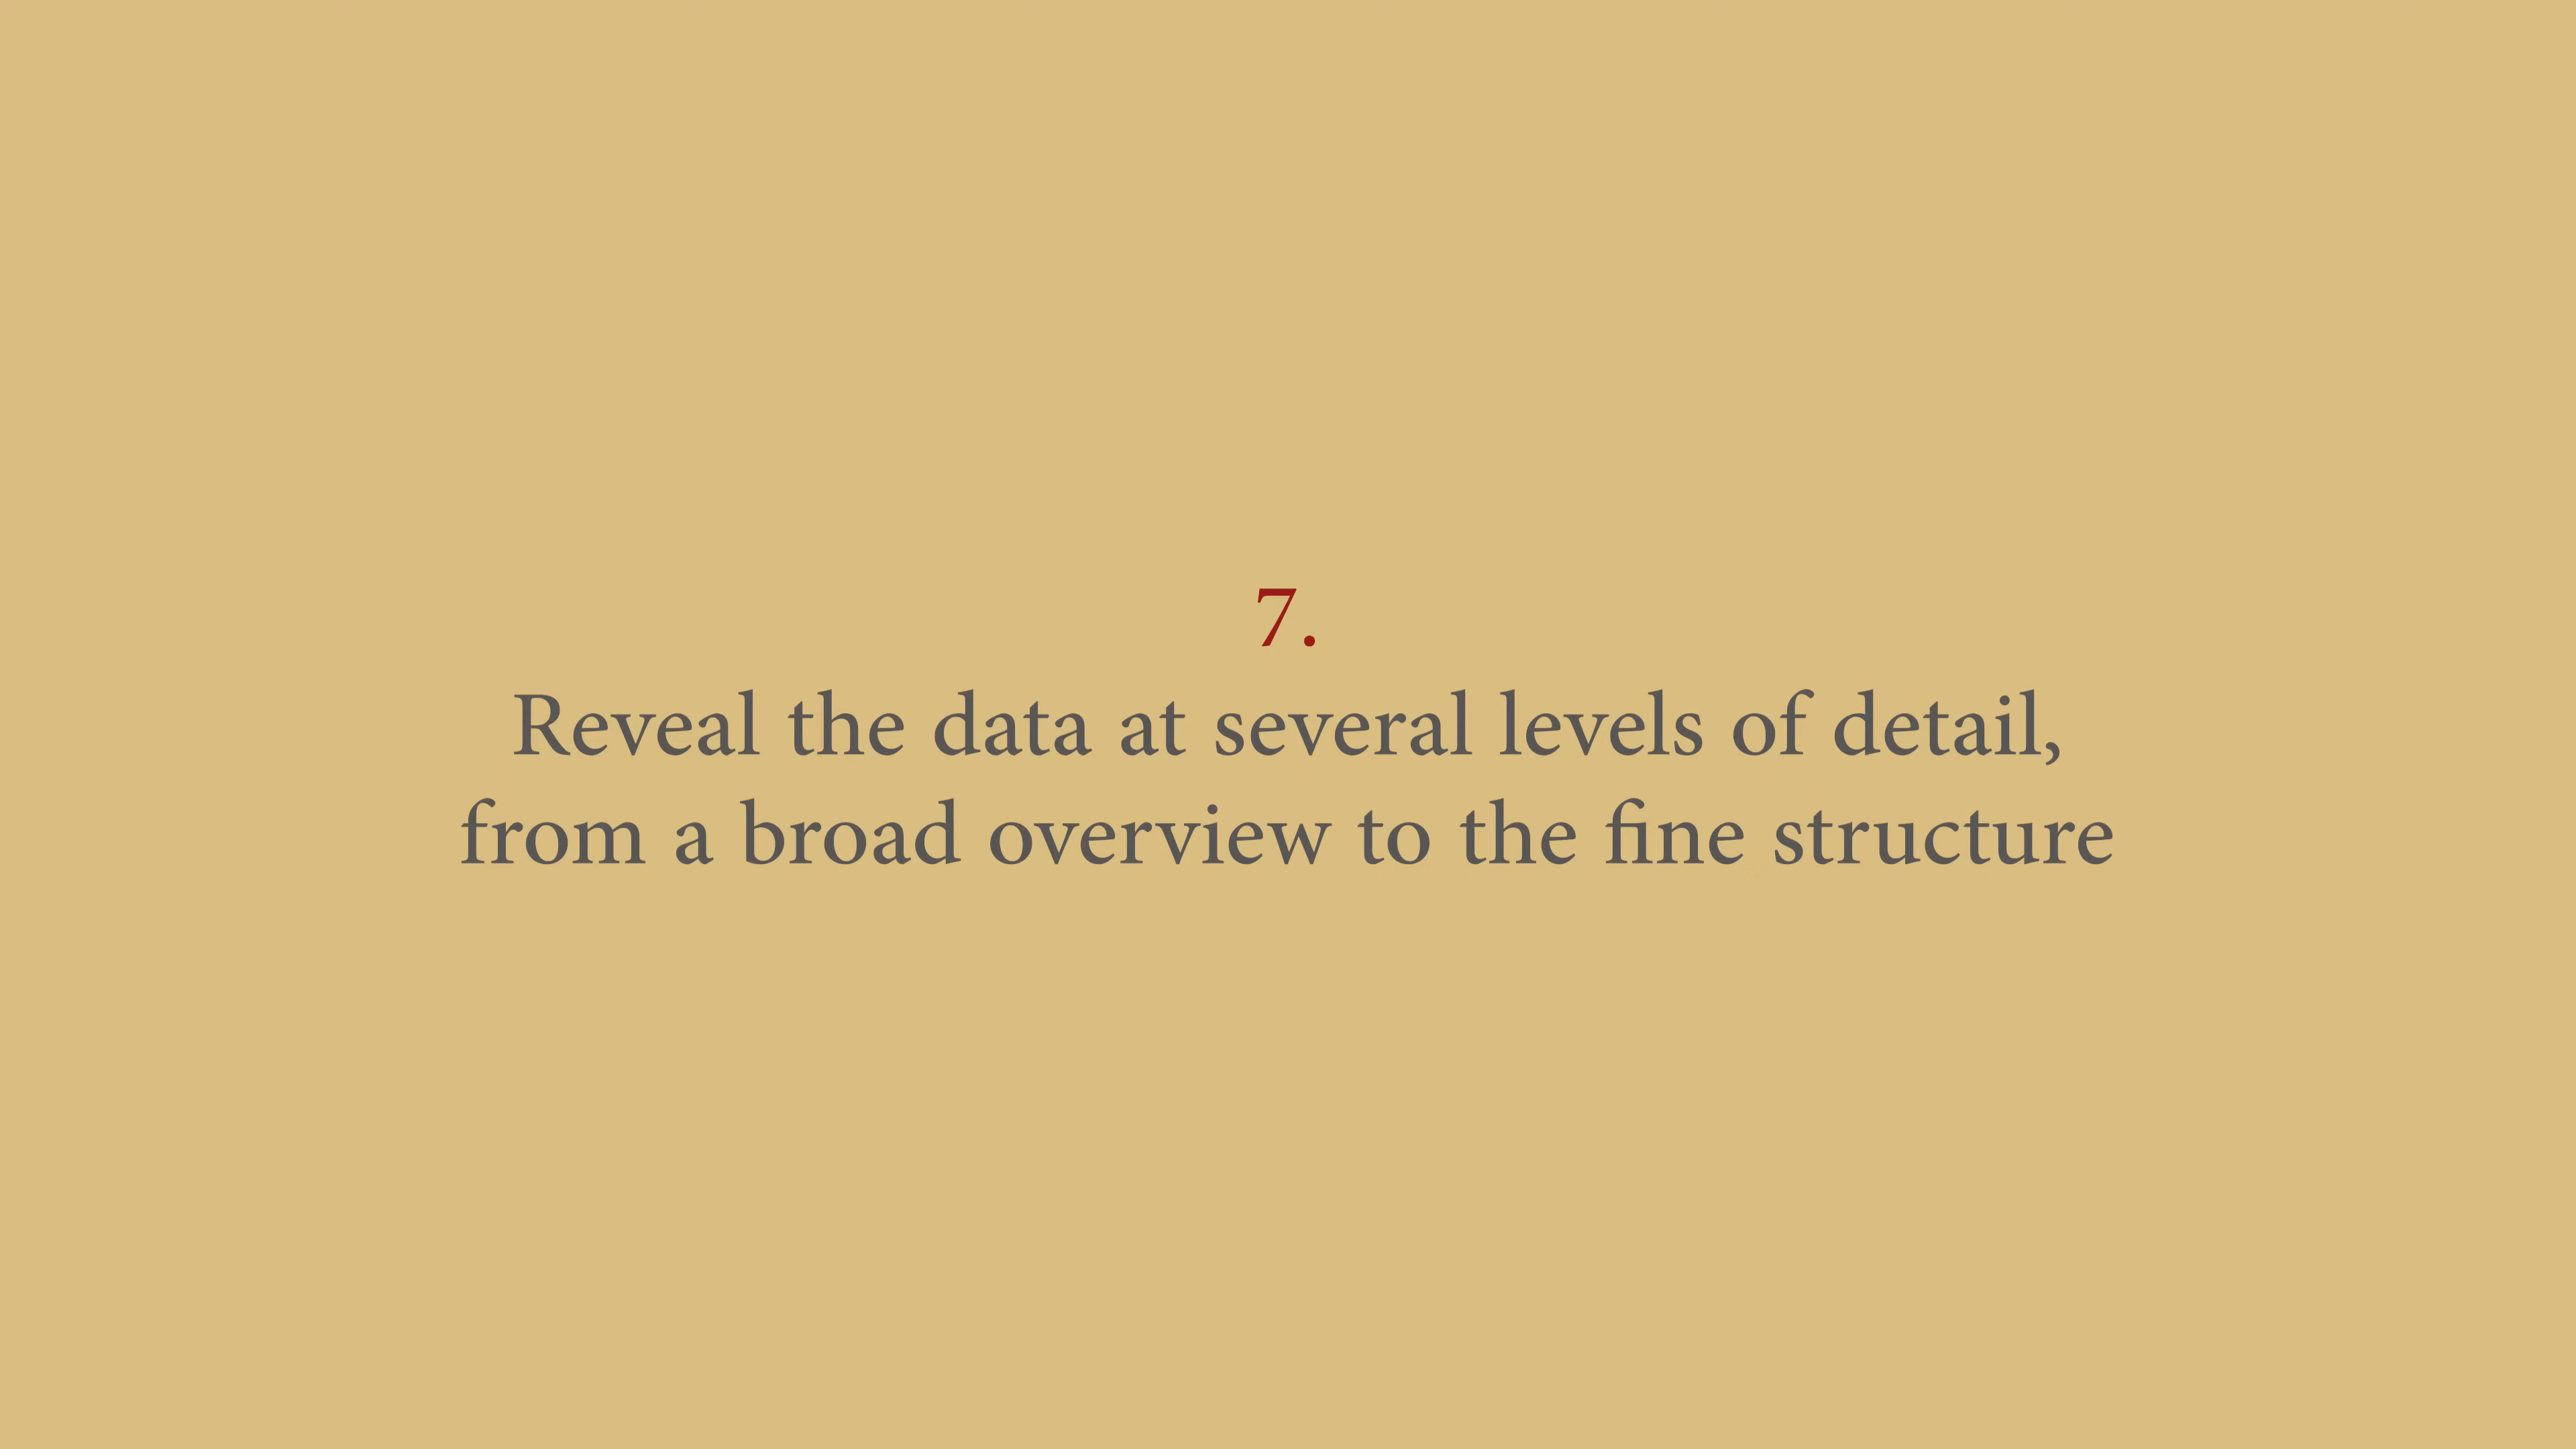 7.
Reveal the data at several levels of detail,
from a broad overview to the fine structure